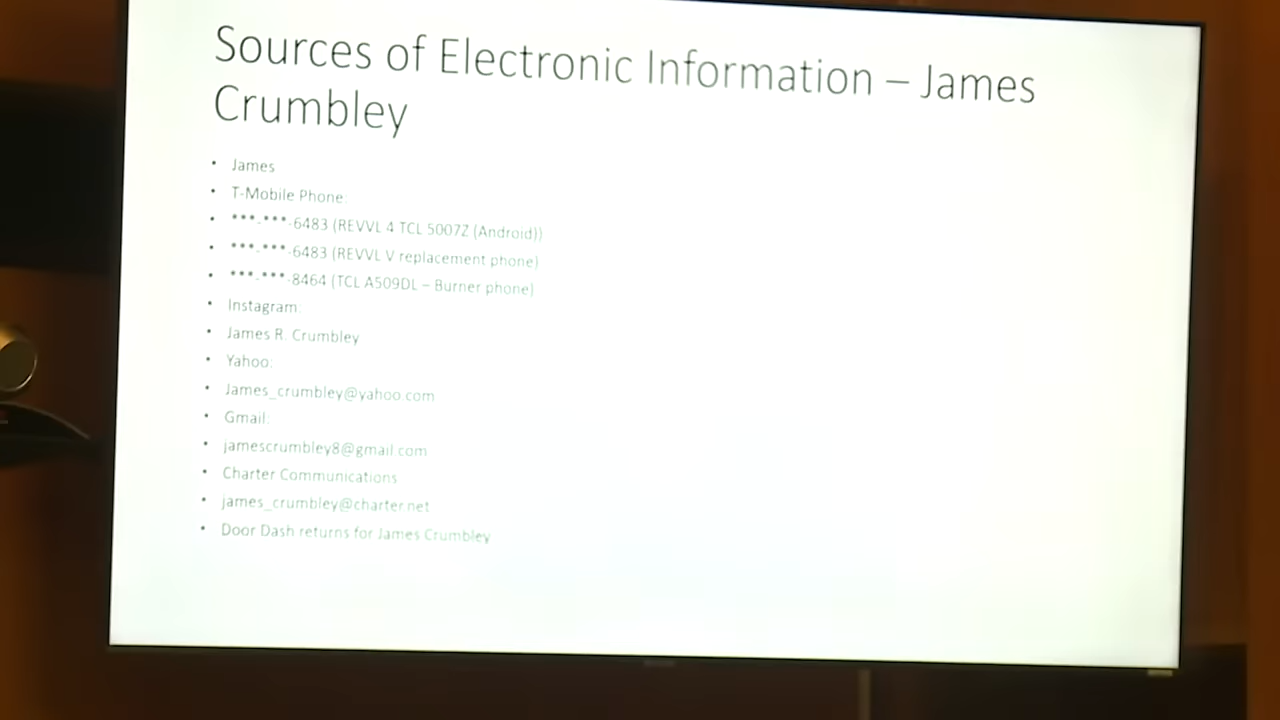 Sources of Electronic Information – James
Crumbley
• James
• T-Mobile Phone:
• ***-***-6483 (REVVL 4 TCL 5007Z (Android))
• ***-***-6483 (REVVL V replacement phone)
• ***-***-8464 (TCL A509DL – Burner phone)
• Instagram:
• James R. Crumbley
• Yahoo:
• James_crumbley@yahoo.com
• Gmail:
• jamescrumbley8@gmail.com
• Charter Communications
• james_crumbley@charter.net
• Door Dash returns for James Crumbley